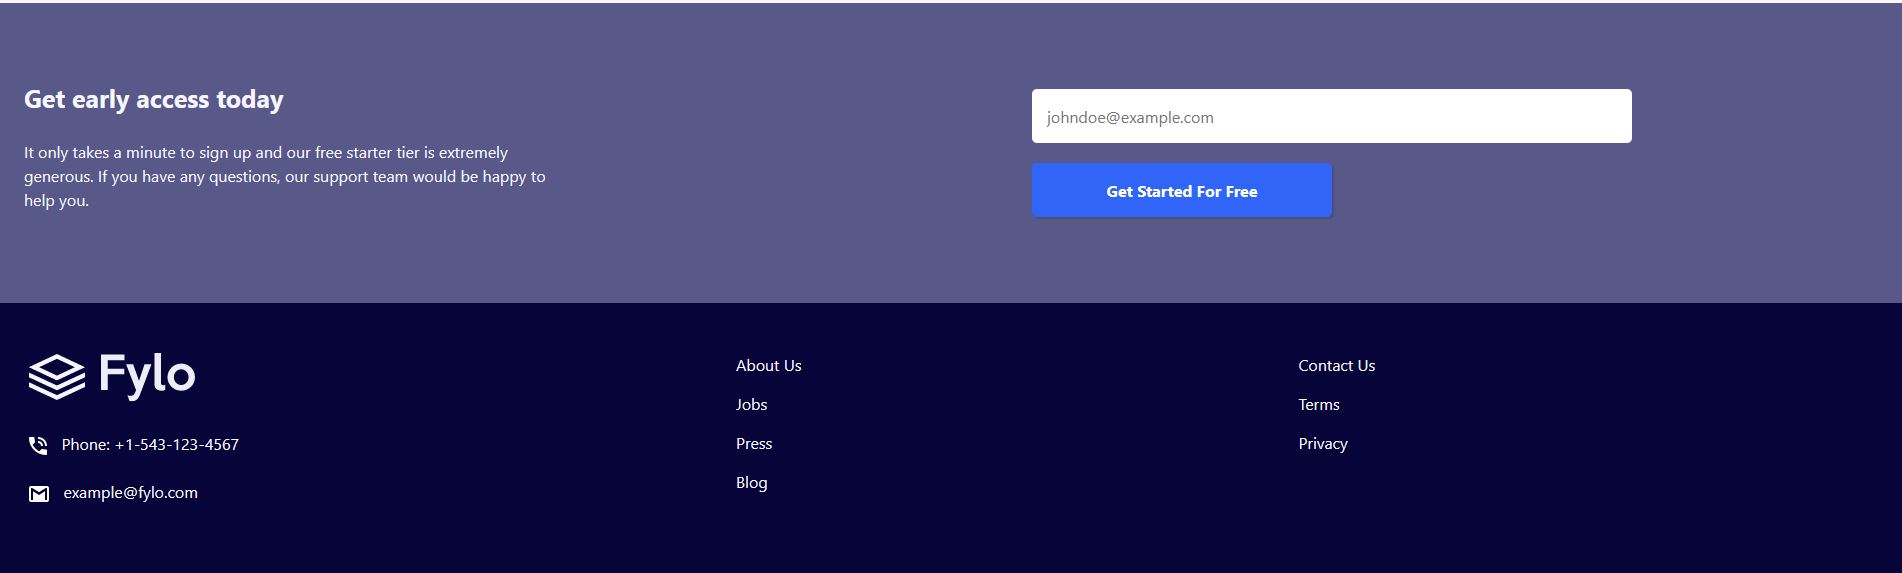 Get early access today
It only takes a minute to sign up and our free starter tier is extremely
generous. If you have any questions, our support team would be happy to
help you.
johndoe@example.com
Get Started For Free
Fylo
Phone: +1-543-123-4567
example@fylo.com
About Us
Jobs
Press
Blog
Contact Us
Terms
Privacy